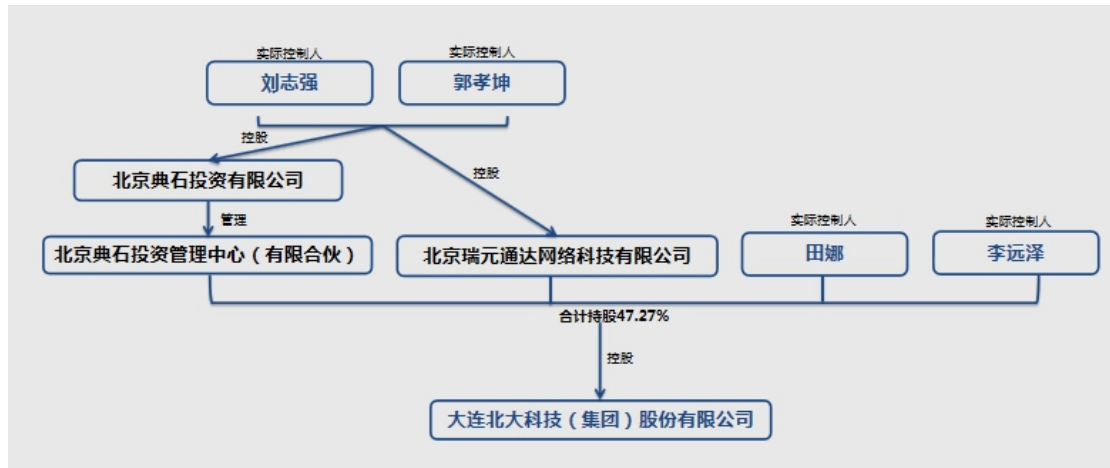 实际控制人
实际控制人
刘志强
郭孝坤
控股
控股
北京典石投资有限公司
管理
实际控制人
实际控制人
北京典石投资管理中心（有限合伙）
北京瑞元通达网络科技有限公司
田娜
李远泽
合计持股47.27%
控股
大连北大科技（集团）股份有限公司